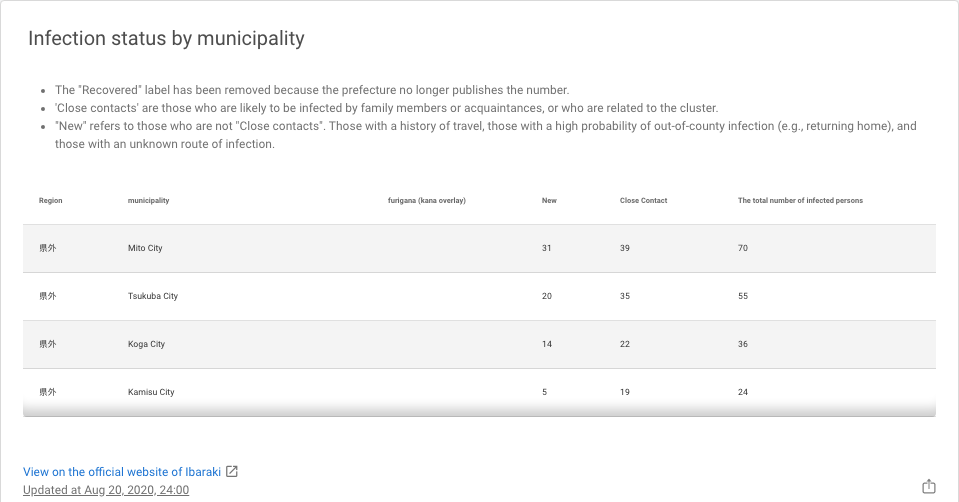 Infection status by municipality
• The "Recovered" label has been removed because the prefecture no longer publishes the number.
• 'Close contacts' are those who are likely to be infected by family members or acquaintances, or who are related to the cluster.
• "New" refers to those who are not "Close contacts". Those with a history of travel, those with a high probability of out-of-county infection (e.g., returning home), and
those with an unknown route of infection.
Region municipality furigana (kana overlay) New Close Contact The total number of infected persons
県外 Mito City 31 39 70
県外 Tsukuba City 20 35 55
県外 Koga City 14 22 36
県外 Kamisu City 5 19 24
View on the official website of Ibaraki
Updated at Aug 20, 2020, 24:00